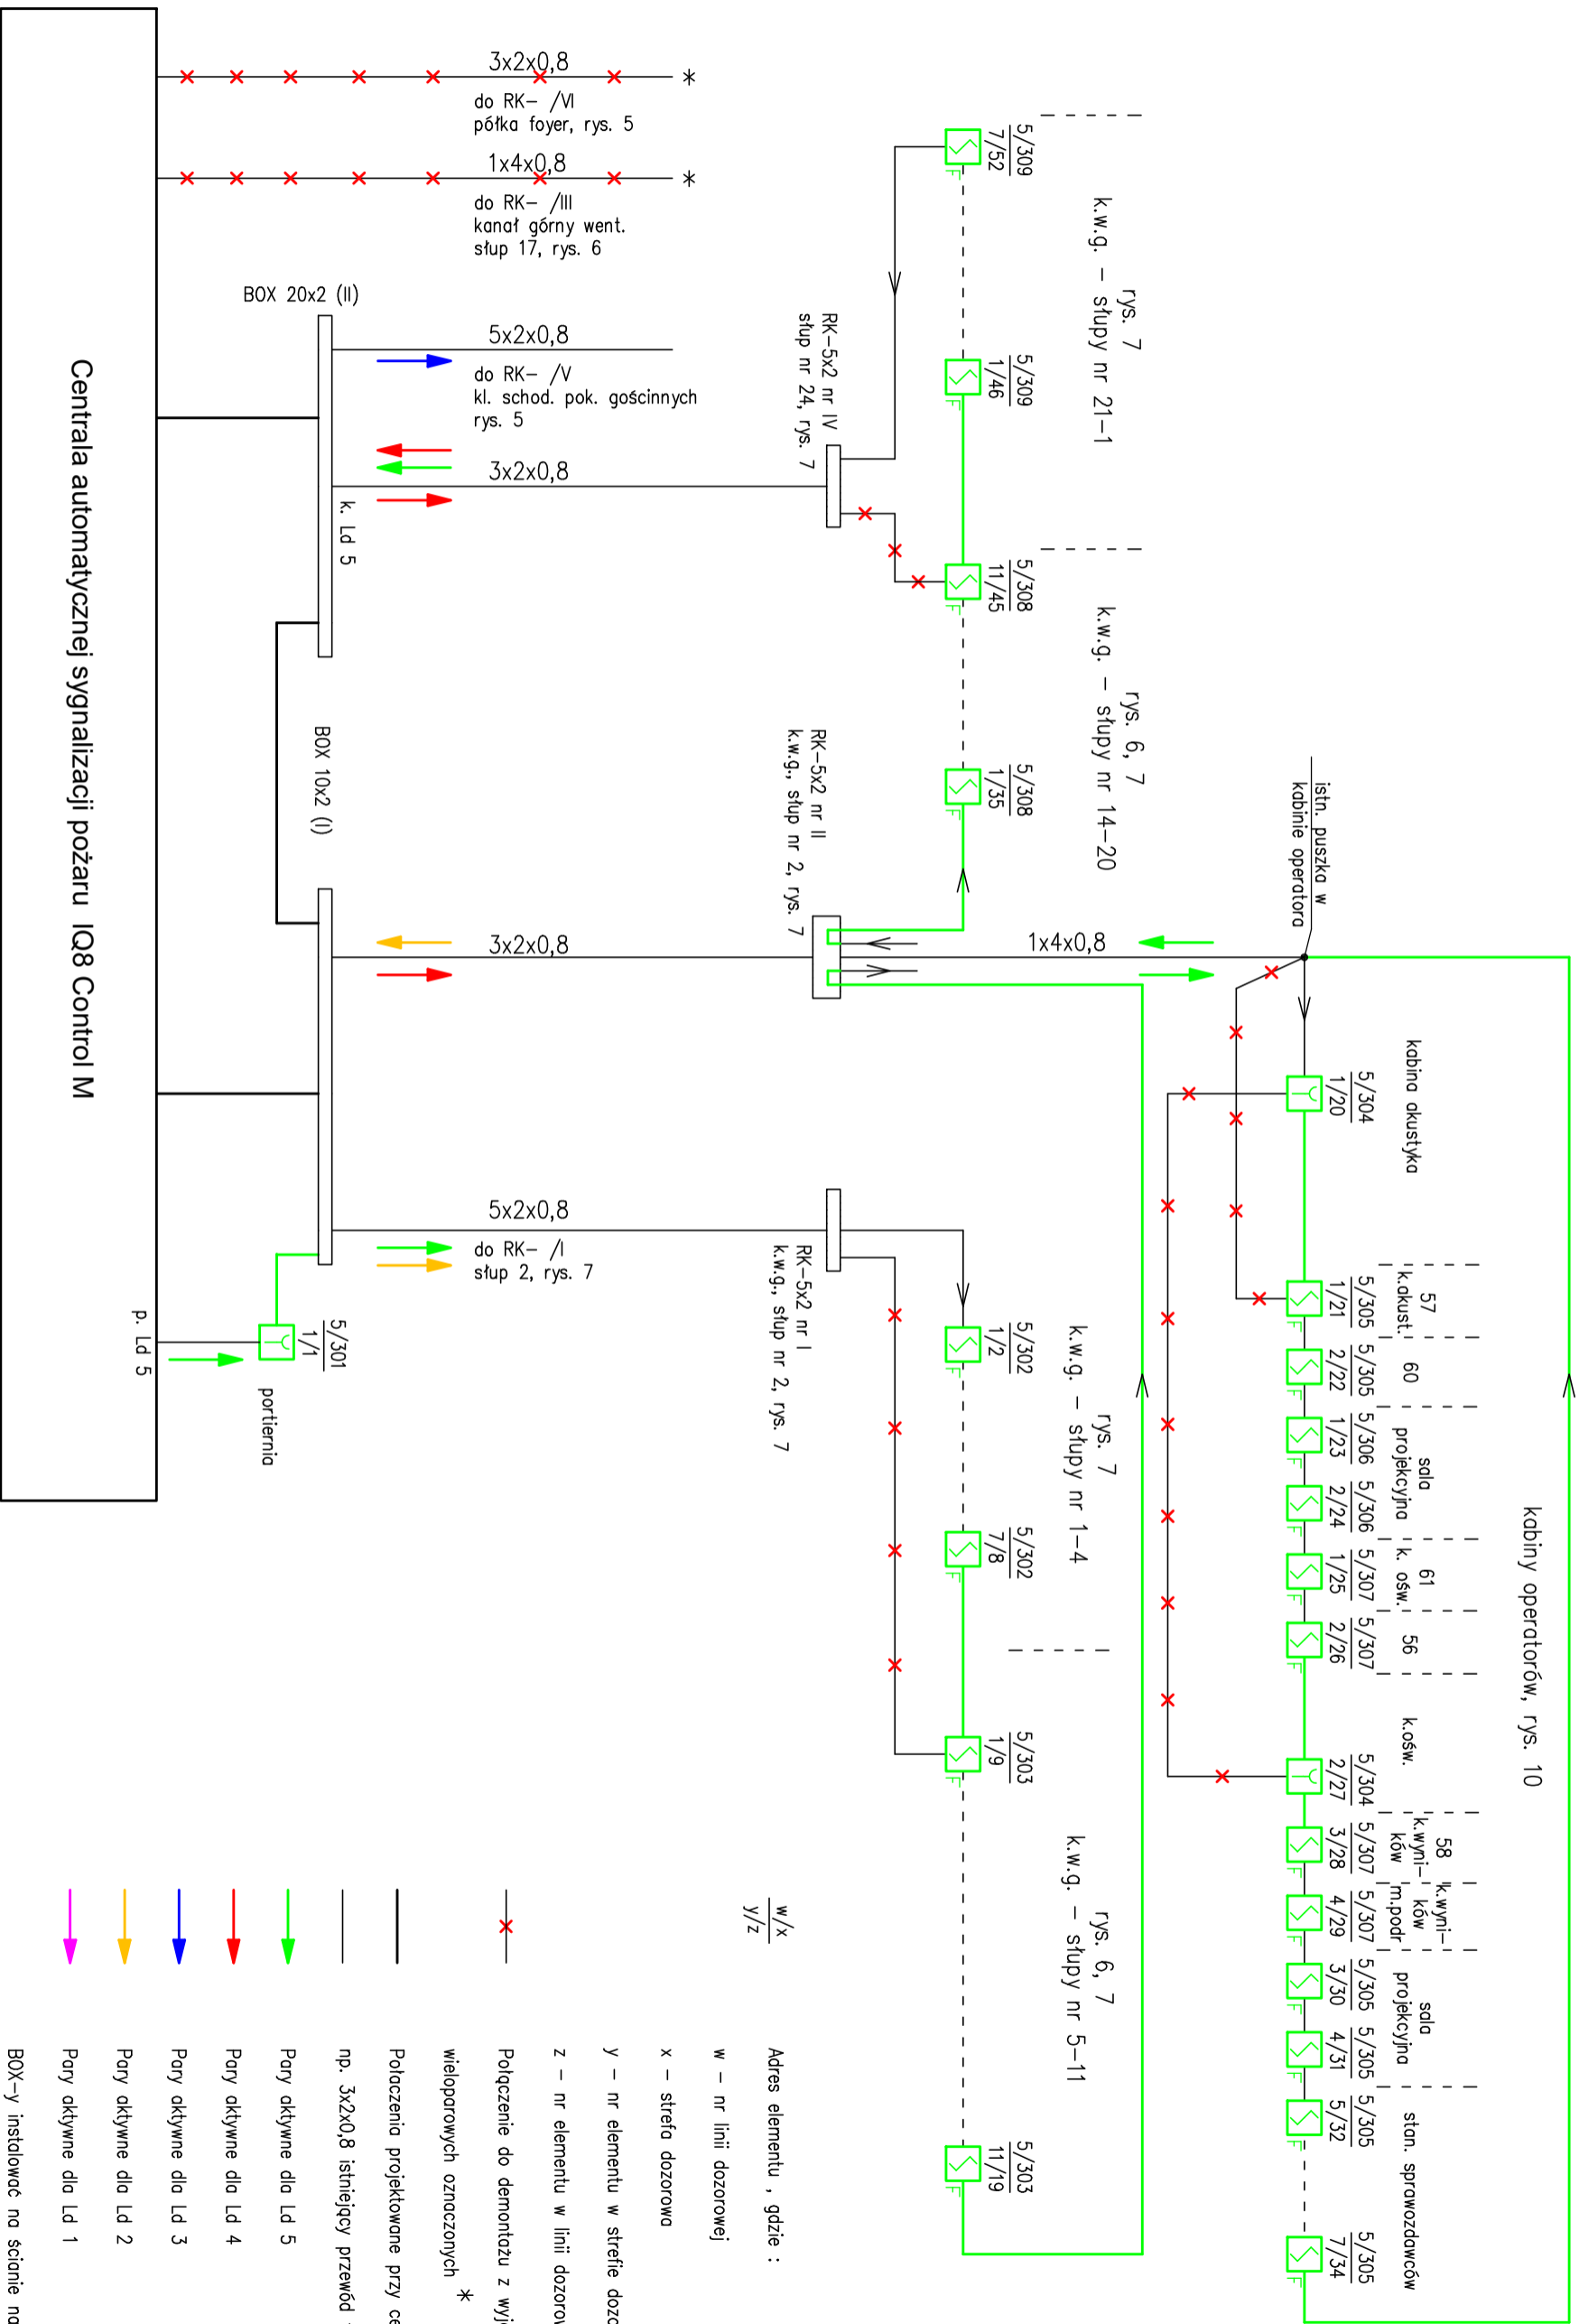 Centrala automatycznej sygnalizacji pożaru IQ8 Control M
3x2x0,8
*
do RK- /VI
półka foyer, rys. 5
1x4x0,8
*
do RK- /III
kanał górny went.
słup 17, rys. 6
BOX 20x2 (II)
5x2x0,8
do RK- /V
kl. schod. pok. gościnnych
rys. 5
3x2x0,8
k. Ld 5
BOX 10x2 (I)
3x2x0,8
5x2x0,8
do RK- /I
słup 2, rys. 7
p. Ld 5
5/301
1/1
portiernia
RK-5x2 nr IV
słup nr 24, rys. 7
RK-5x2 nr II
k.w.g., słup nr 2, rys. 7
RK-5x2 nr I
k.w.g., słup nr 2, rys. 7
5/309
7/52
5/309
1/46
5/308
11/45
5/308
1/35
5/302
1/2
5/302
7/8
5/303
1/9
5/303
11/19
rys. 7
k.w.g. - słupy nr 21-1
rys. 6, 7
k.w.g. - słupy nr 14-20
1x4x0,8
rys. 7
k.w.g. - słupy nr 1-4
rys. 6, 7
k.w.g. - słupy nr 5-11
istn. puszka w
kabinie operatora
kabiny operatorów, rys. 10
kabina akustyka
5/304
1/20
57
k.akust.
5/305
1/21
60
5/305
2/22
sala
projekcyjna
5/306
1/23
5/306
2/24
61
k. ośw.
5/307
1/25
56
5/307
2/26
k.ośw.
5/304
2/27
58
k.wyni-
ków
5/307
3/28
k.wyni-
ków
m.podr
5/307
4/29
sala
projekcyjna
5/305
3/30
5/305
4/31
stan. sprawozdawców
5/305
5/32
5/305
7/34
w/x
y/z
Adres elementu , gdzie :
w - nr linii dozorowej
x - strefa dozorowa
y - nr elementu w strefie
z - nr elementu w linii
Połączenie do demontażu z
wieloparowych oznaczonych *
Połaczenia projektowane przy
np. 3x2x0,8 istniejący przewód
Pary aktywne dla Ld 5
Pary aktywne dla Ld 4
Pary aktywne dla Ld 3
Pary aktywne dla Ld 2
Pary aktywne dla Ld 1
BOX-y instalować na ścianie